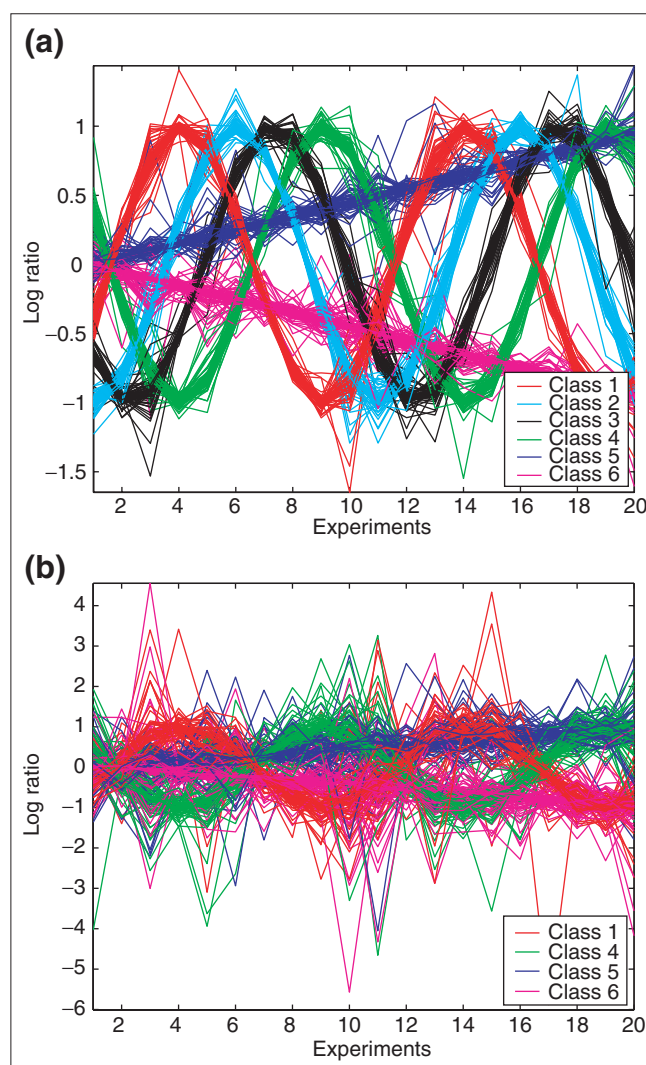 (a)
Log ratio
1
0.5
0
−0.5
−1
−1.5
2 4 6 8 10 12 14 16 18 20
Experiments
Class 1
Class 2
Class 3
Class 4
Class 5
Class 6
(b)
Log ratio
4
3
2
1
0
−1
−2
−3
−4
−5
−6
2 4 6 8 10 12 14 16 18 20
Experiments
Class 1
Class 4
Class 5
Class 6